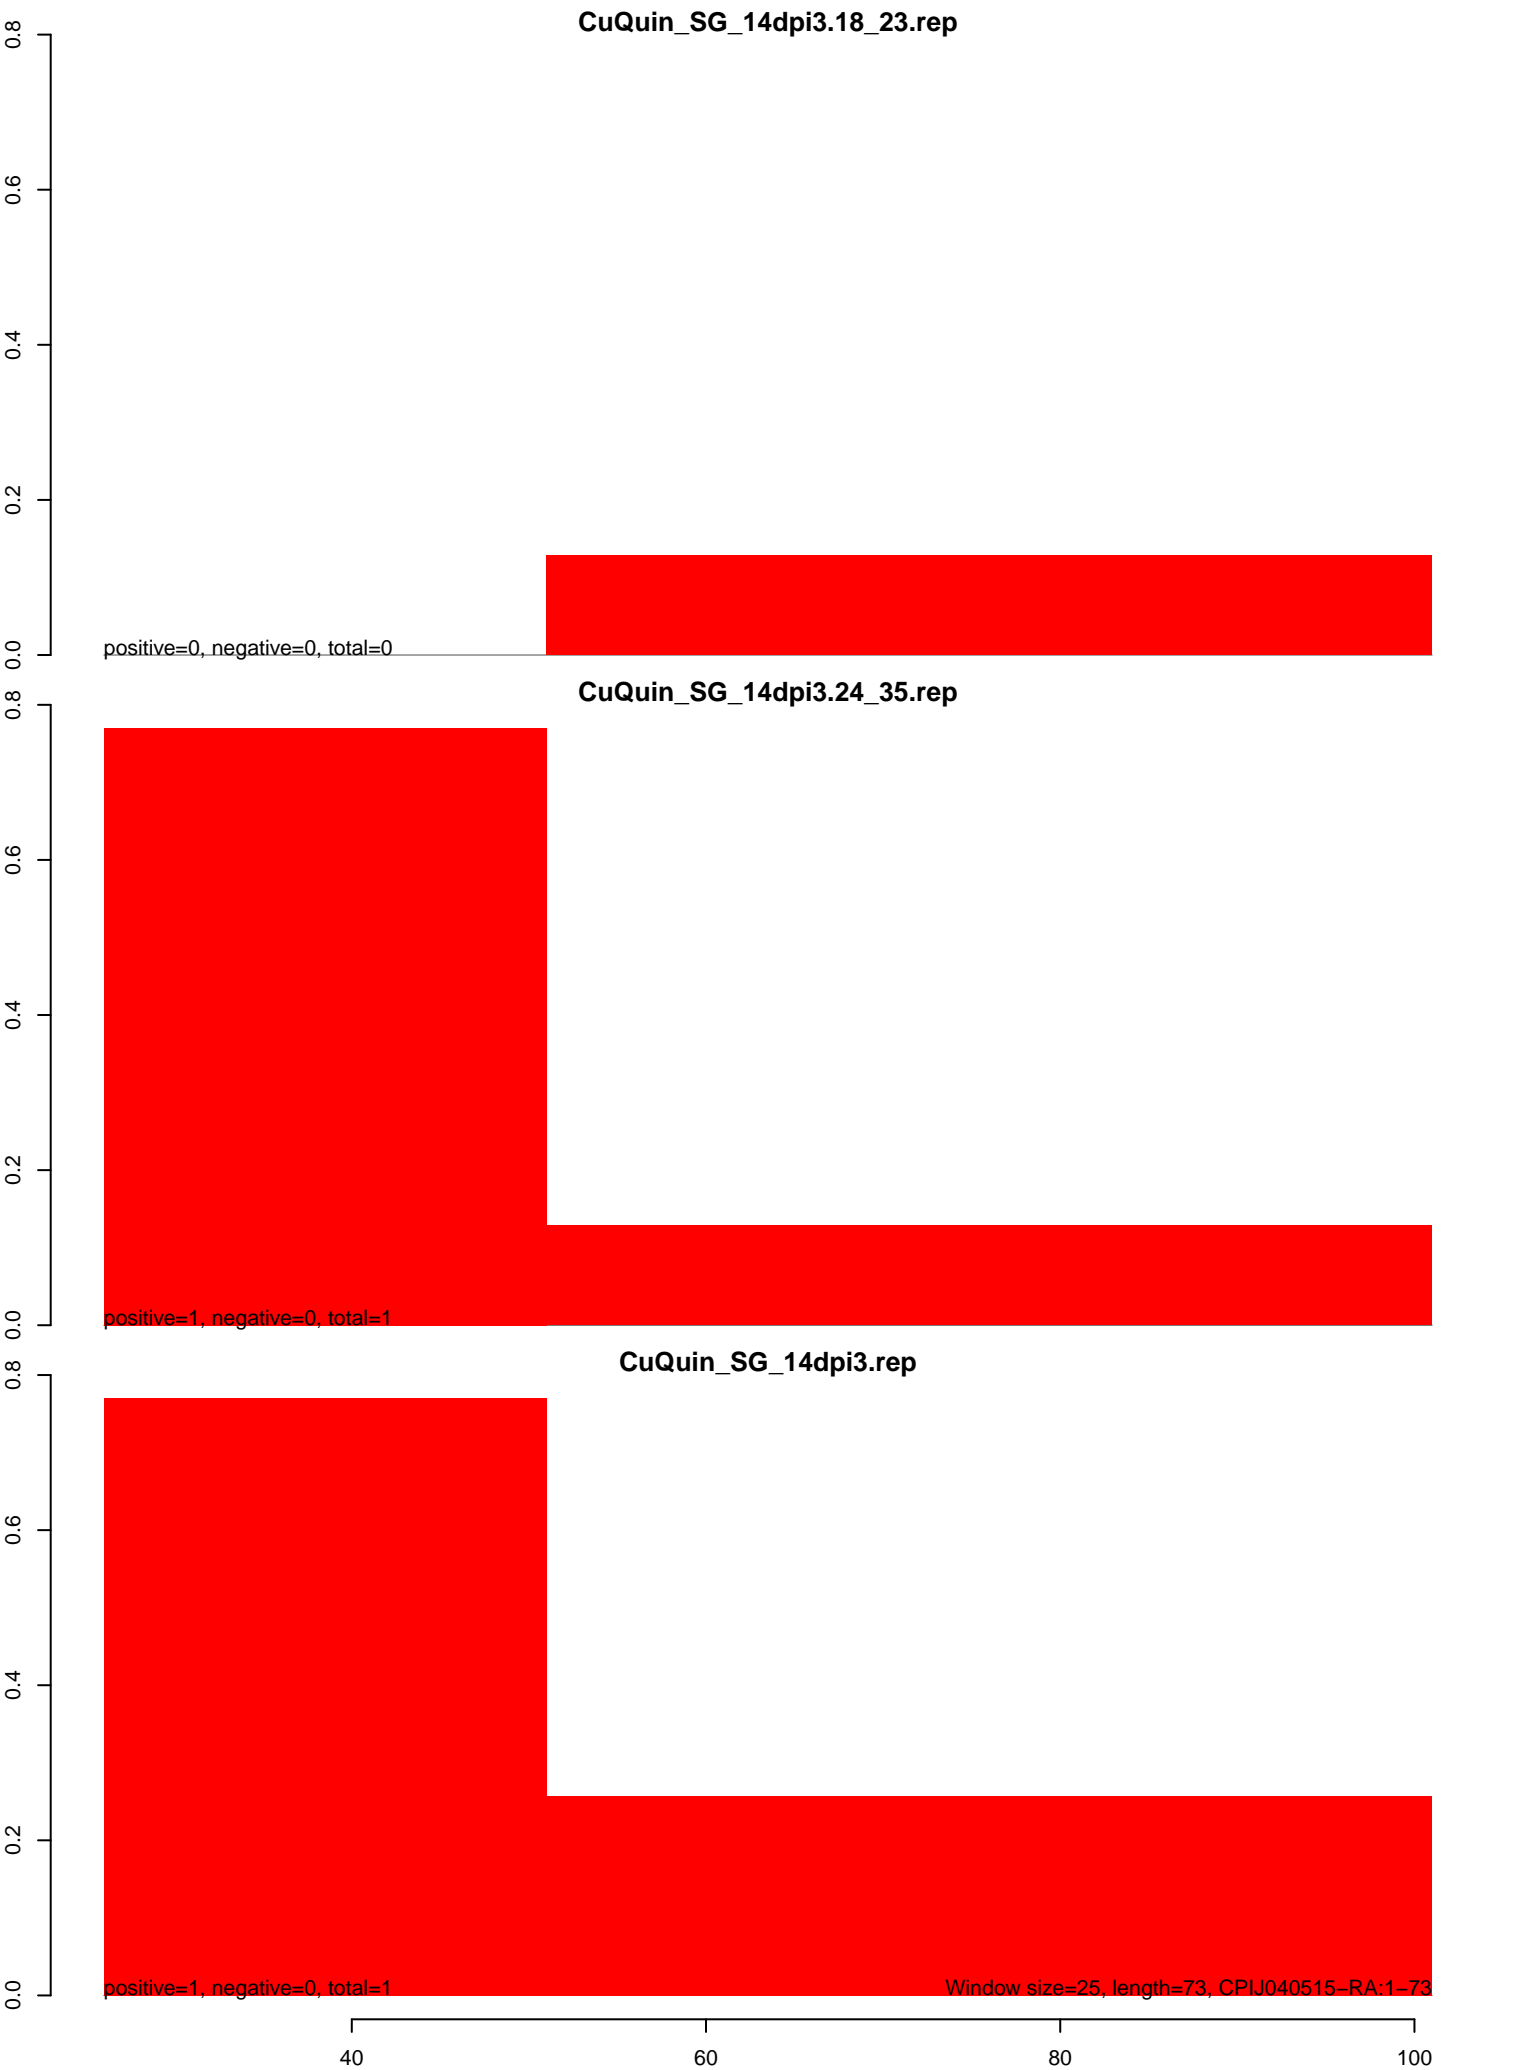 CuQuin_SG_14dpi3.18_23.rep
0.8
0.6
0.4
0.2
0.0
positive=0, negative=0, total=0
CuQuin_SG_14dpi3.24_35.rep
0.8
0.6
0.4
0.2
0.0
positive=1, negative=0, total=1
CuQuin_SG_14dpi3.rep
0.8
0.6
0.4
0.2
0.0
positive=1, negative=0, total=1
Window size=25, length=73, CPIJ040515−RA:1−73
40 60 80 100